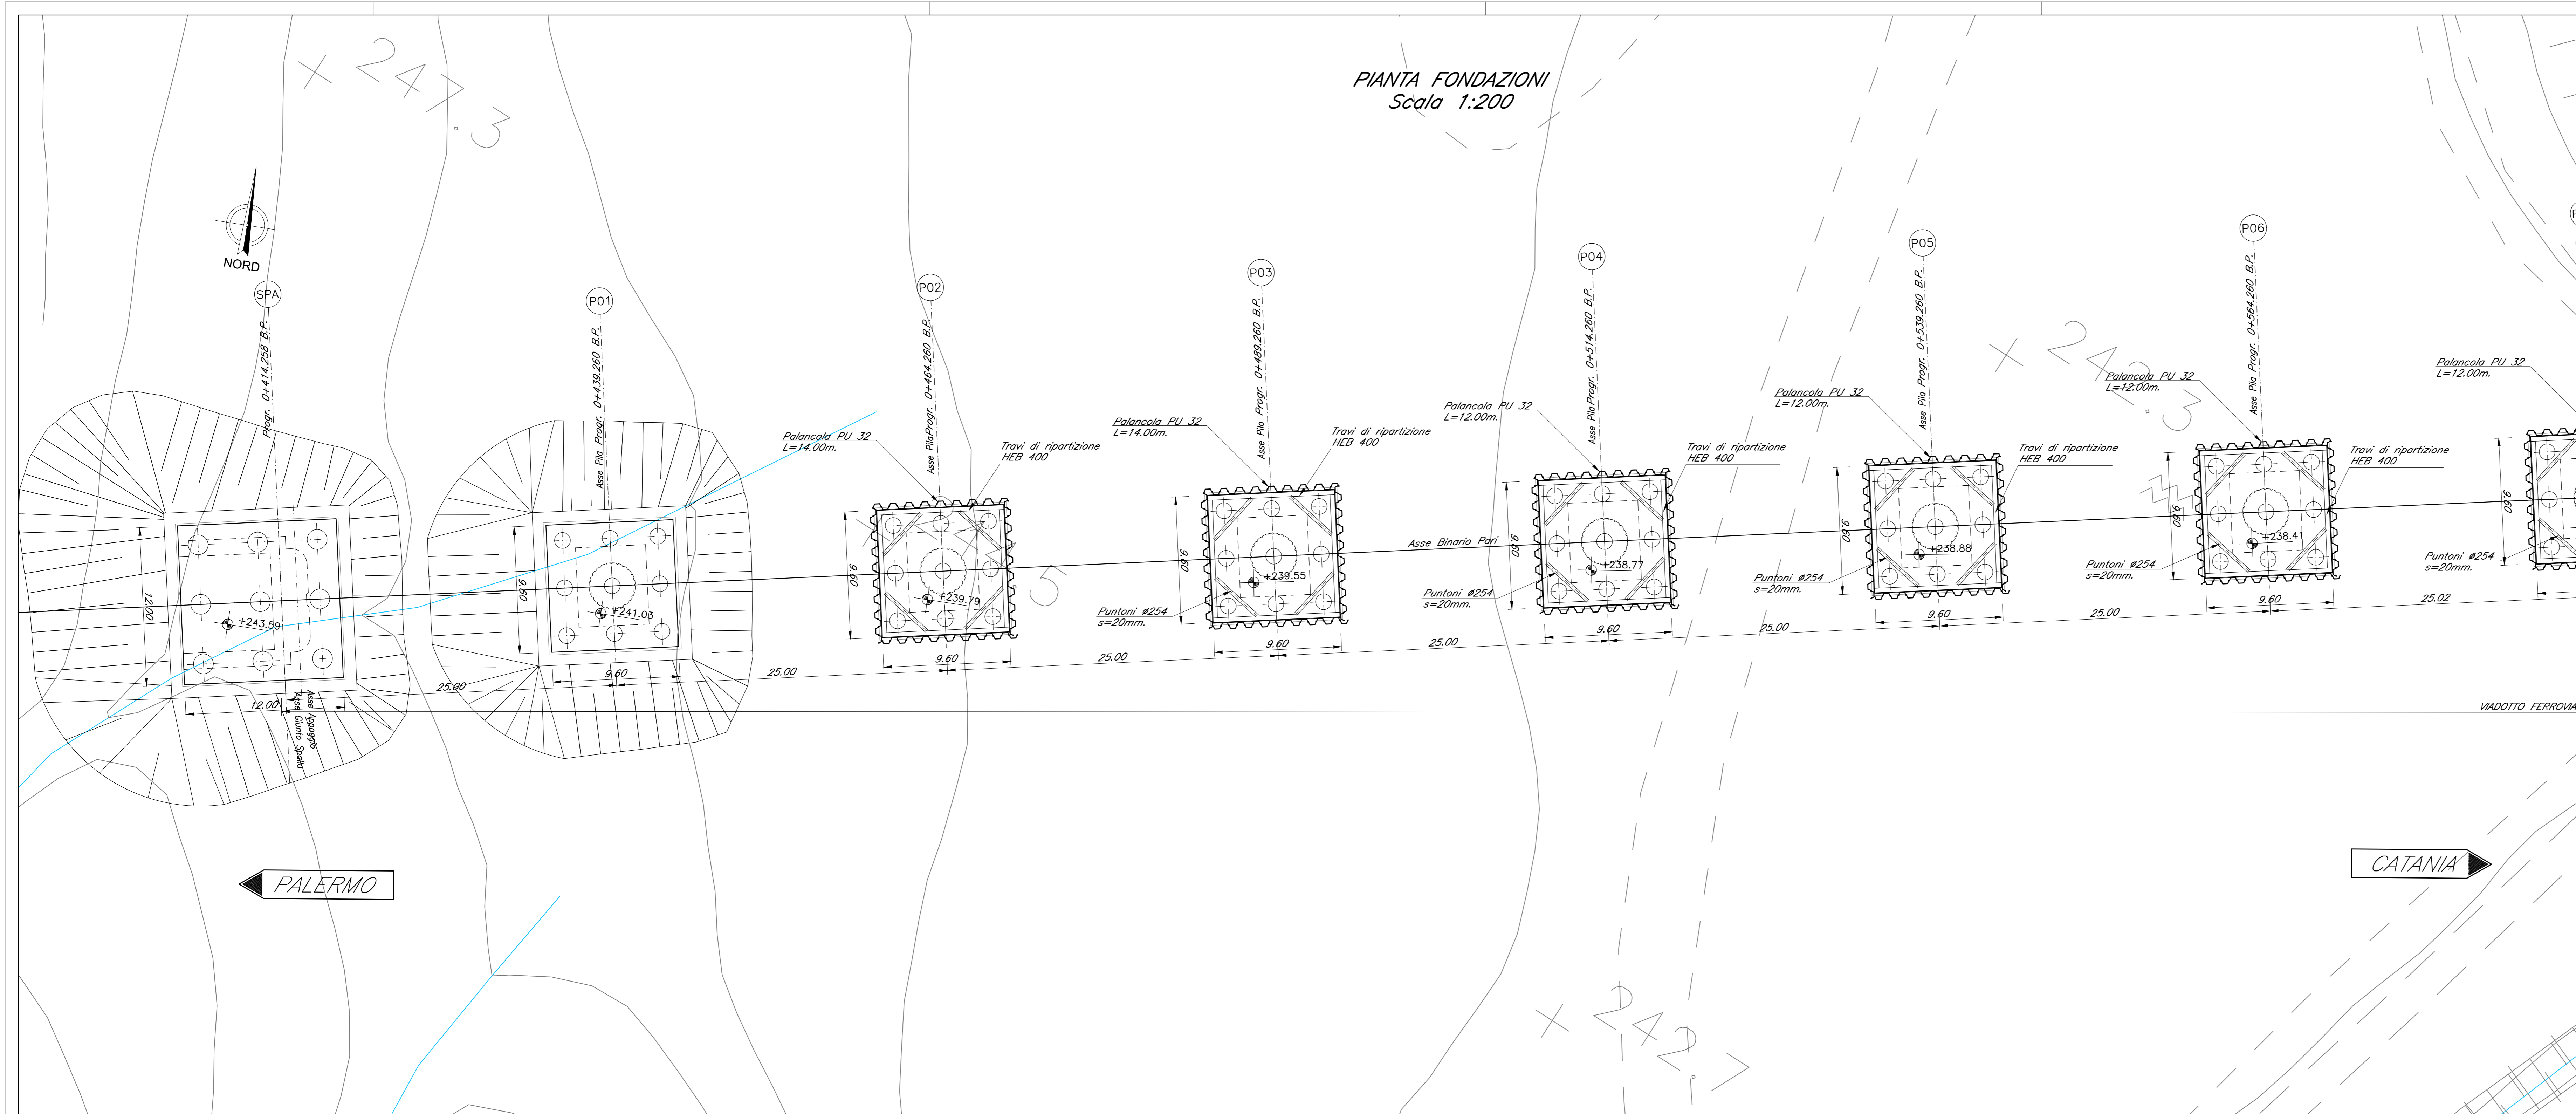 PIANTA FONDAZIONI
Scala 1:200
× 247.3
NORD
SPA
Progr. 0+414.258 B.P.
12.00
+243.59
12.00
Asse Appoggio
Asse Giunto Spalla
25.00
P01
Asse Pila Progr. 0+439.260 B.P.
9.60
+241.03
9.60
25.00
P02
Asse Pila Progr. 0+464.260 B.P.
Palancola PU 32
L=14.00m.
Travi di ripartizione
HEB 400
9.60
+239.79
9.60
25.00
P03
Asse Pila Progr. 0+489.260 B.P.
Palancola PU 32
L=14.00m.
Travi di ripartizione
HEB 400
9.60
+239.55
Puntoni ø254
s=20mm.
9.60
25.00
Asse Binario Pari
P04
Asse Pila Progr. 0+514.260 B.P.
Palancola PU 32
L=12.00m.
Travi di ripartizione
HEB 400
9.60
+238.77
Puntoni ø254
s=20mm.
9.60
25.00
P05
Asse Pila Progr. 0+539.260 B.P.
Palancola PU 32
L=12.00m.
Travi di ripartizione
HEB 400
9.60
+238.88
Puntoni ø254
s=20mm.
9.60
25.00
× 242.3
P06
Asse Pila Progr. 0+564.260 B.P.
Palancola PU 32
L=12.00m.
Travi di ripartizione
HEB 400
9.60
+238.41
Puntoni ø254
s=20mm.
9.60
25.02
Palancola PU 32
L=12.00m.
9.60
Puntoni ø254
s=20mm.
VIADOTTO FERROVIA
PALERMO
CATANIA
× 242.7